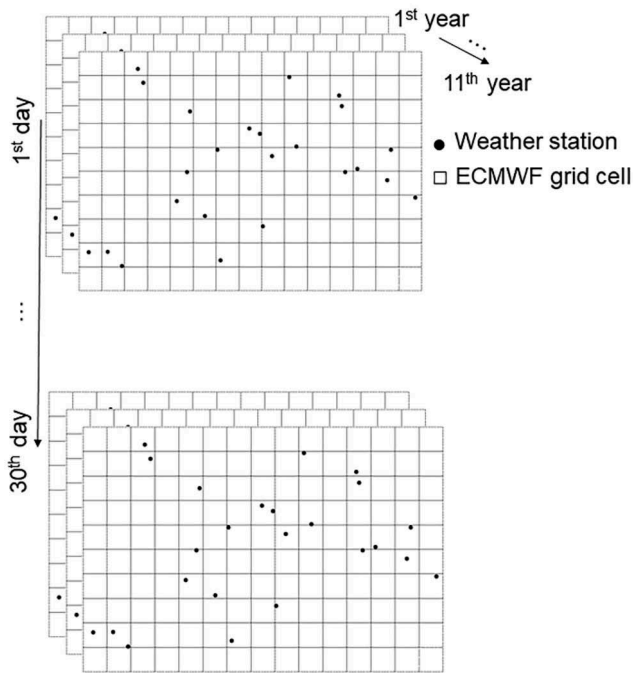 1st year
...
11th year
1st day
Weather station
ECMWF grid cell
...
30th day